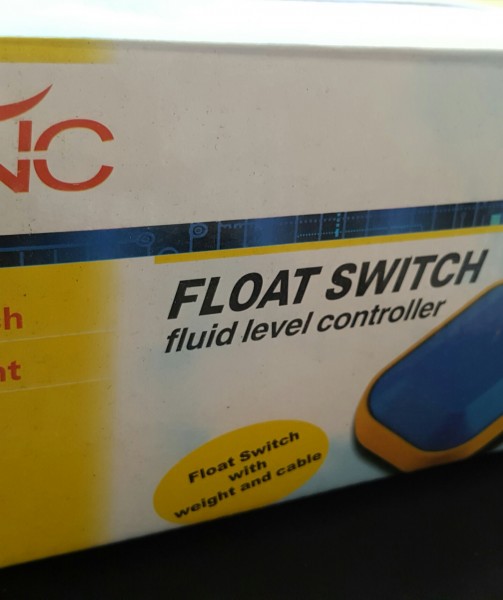 NC
h
nt
FLOAT SWITCH
fluid level controller
Float Switch
with
weight and cable